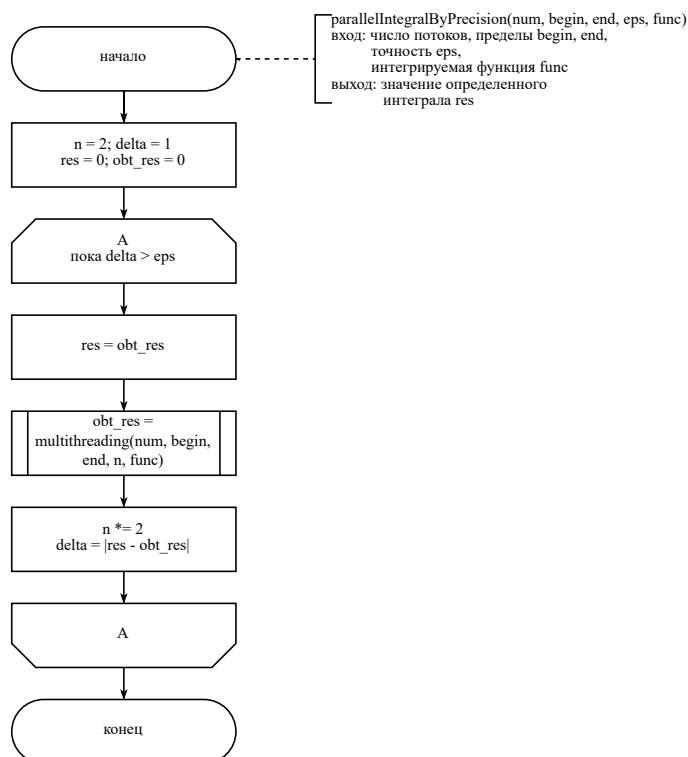 начало
parallelIntegralByPrecision(num, begin, end, eps, func)
вход: число потоков, пределы begin, end,
точность eps,
интегрируемая функция func
выход: значение определенного
интеграла res
n = 2; delta = 1
res = 0; obt_res = 0
A
пока delta > eps
res = obt_res
obt_res =
multithreading(num, begin,
end, n, func)
n *= 2
delta = |res - obt_res|
A
конец